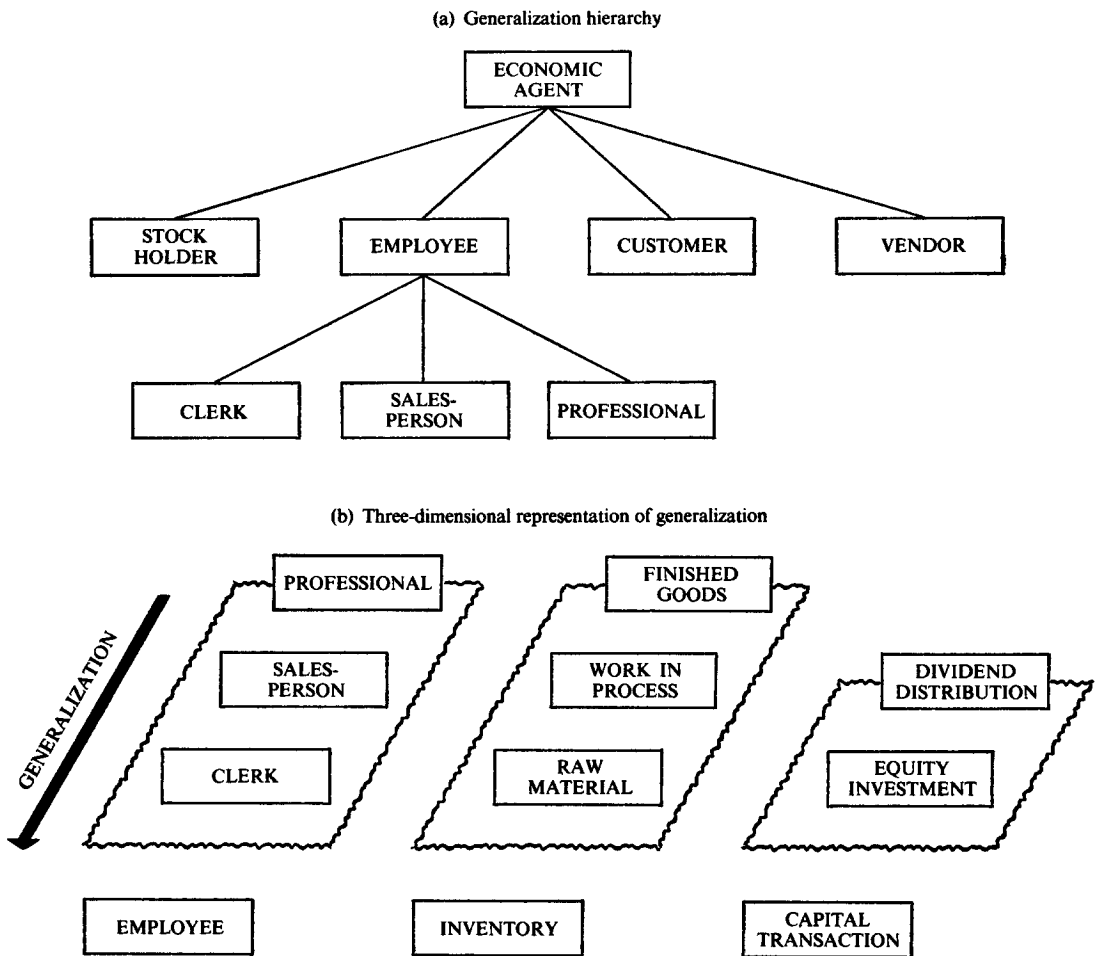 (a) Generalization hierarchy
ECONOMIC
AGENT
STOCK
HOLDER
EMPLOYEE
CUSTOMER
VENDOR
CLERK
SALES-
PERSON
PROFESSIONAL
(b) Three-dimensional representation of generalization
GENERALIZATION
PROFESSIONAL
SALES-
PERSON
CLERK
FINISHED
GOODS
WORK IN
PROCESS
RAW
MATERIAL
DIVIDEND
DISTRIBUTION
EQUITY
INVESTMENT
EMPLOYEE
INVENTORY
CAPITAL
TRANSACTION